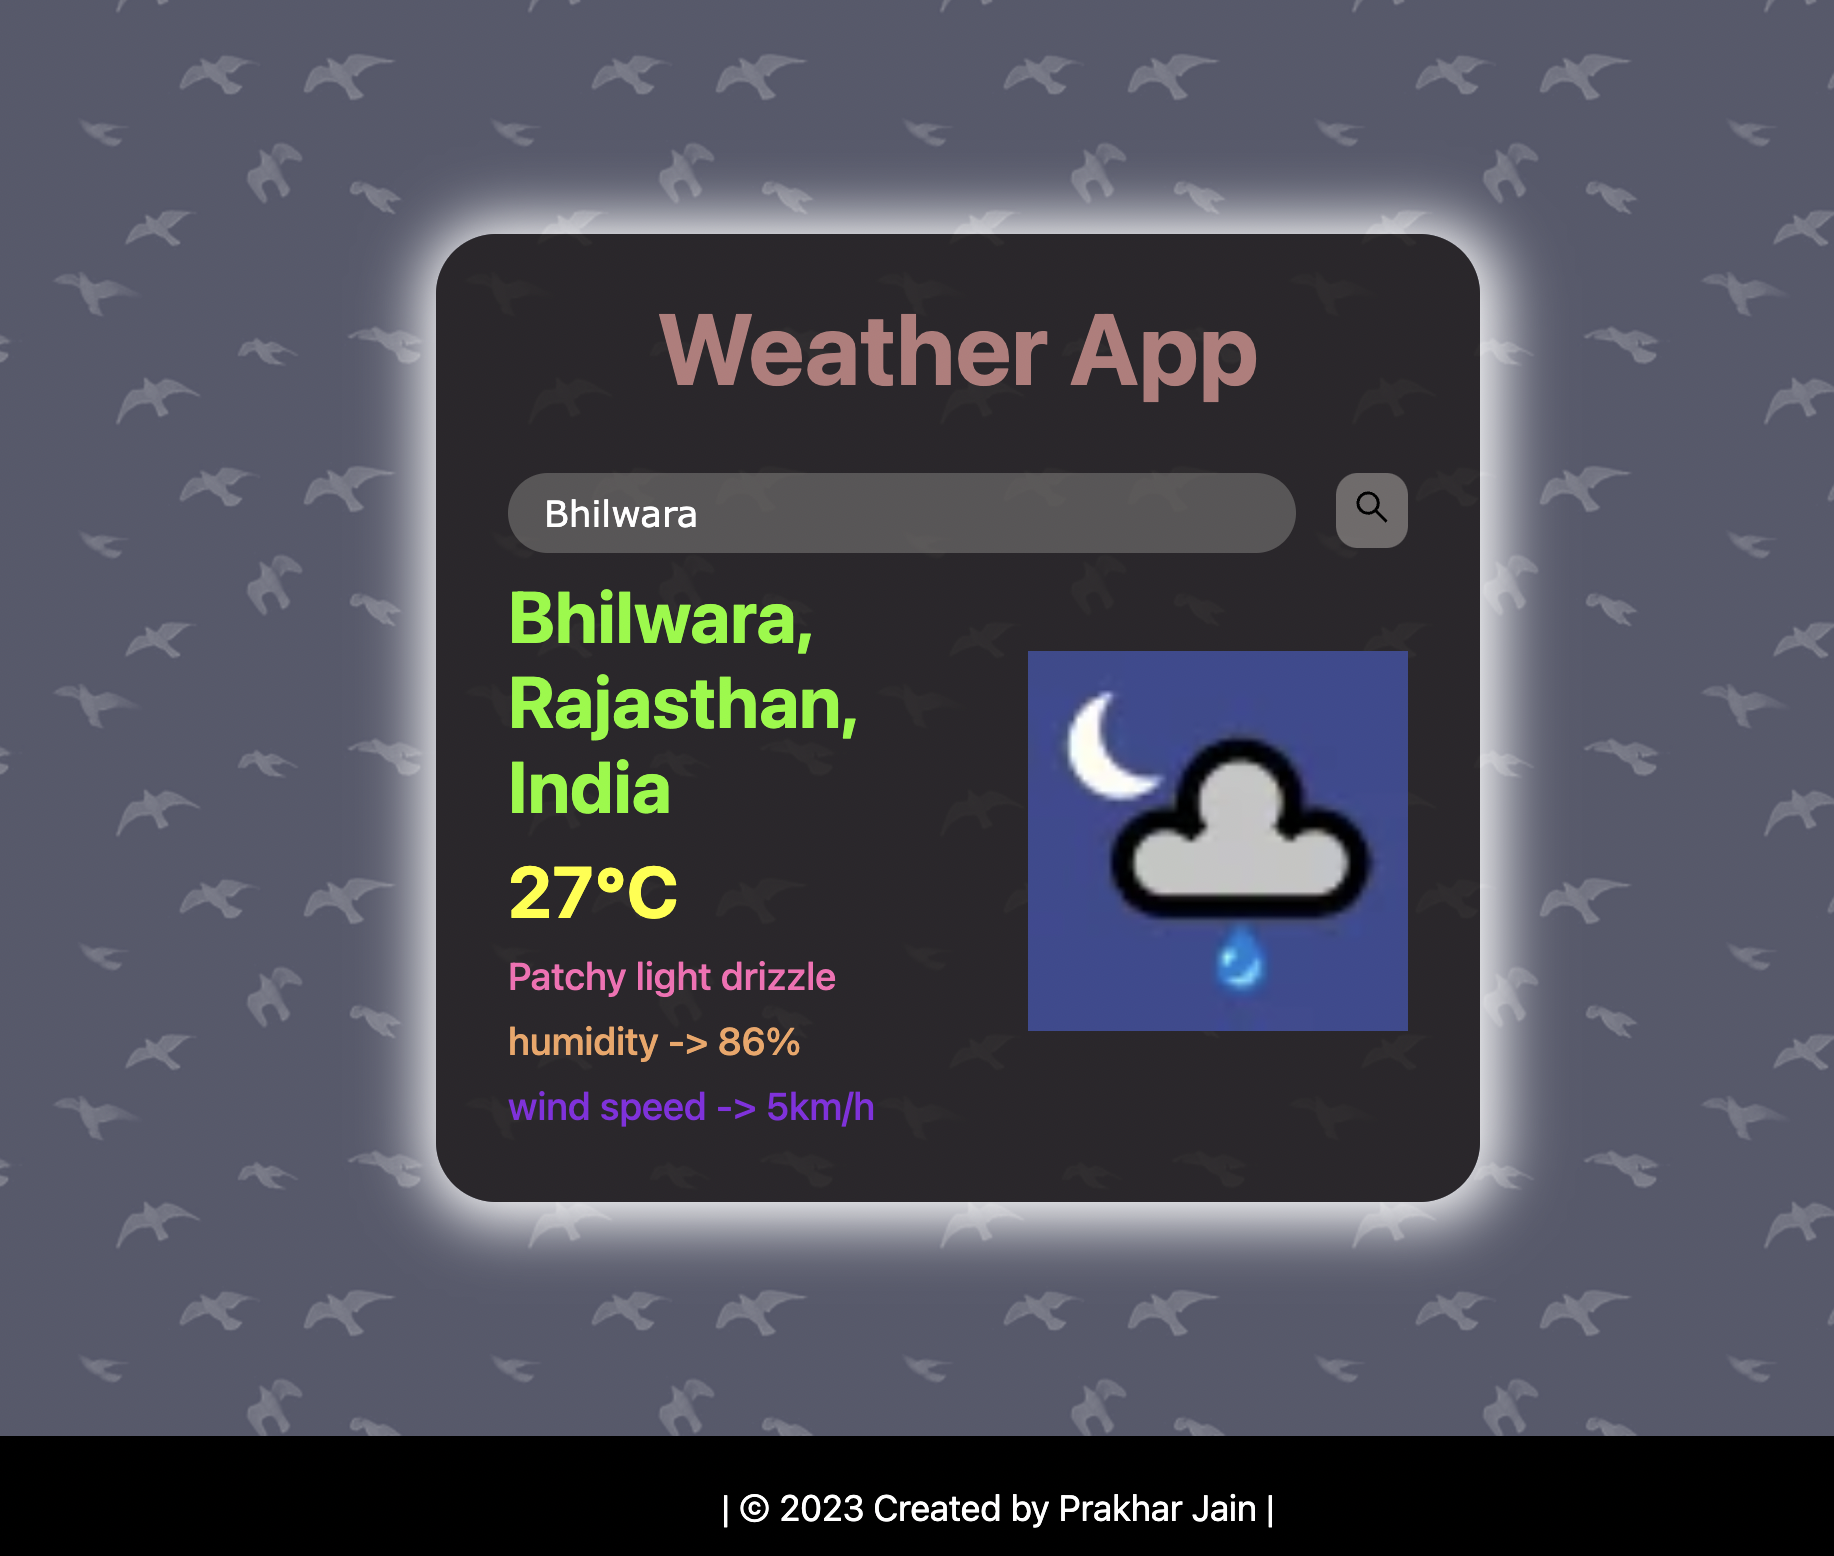 Weather App
Bhilwara
Bhilwara,
Rajasthan,
India
27°C
Patchy light drizzle
humidity -> 86%
wind speed -> 5km/h
| © 2023 Created by Prakhar Jain |